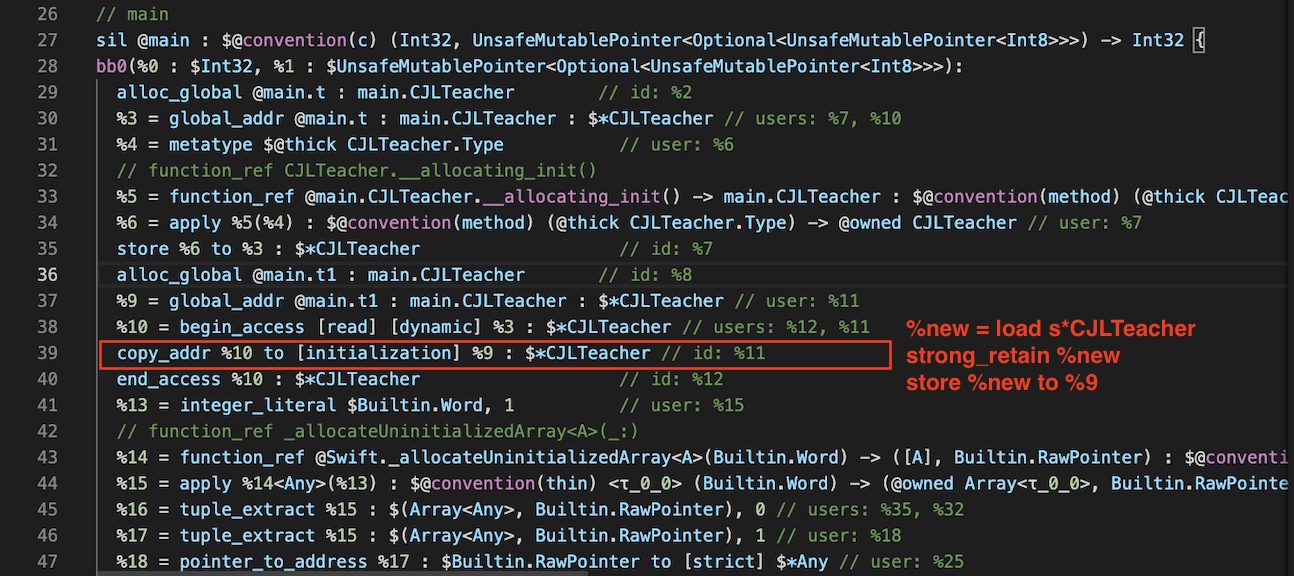 26 // main
27 sil @main : $@convention(c) (Int32, UnsafeMutablePointer<Optional<UnsafeMutablePointer<Int8>>>) -> Int32 {
28 bb0(%0 : $Int32, %1 : $UnsafeMutablePointer<Optional<UnsafeMutablePointer<Int8>>>):
29 alloc_global @main.t : main.CJLTeacher // id: %2
30 %3 = global_addr @main.t : main.CJLTeacher : $*CJLTeacher // users: %7, %10
31 %4 = metatype $@thick CJLTeacher.Type // user: %6
32 // function_ref CJLTeacher.__allocating_init()
33 %5 = function_ref @main.CJLTeacher.__allocating_init() -> main.CJLTeacher : $@convention(method) (@thick CJLTeac
34 %6 = apply %5(%4) : $@convention(method) (@thick CJLTeacher.Type) -> @owned CJLTeacher // user: %7
35 store %6 to %3 : $*CJLTeacher // id: %7
36 alloc_global @main.t1 : main.CJLTeacher // id: %8
37 %9 = global_addr @main.t1 : main.CJLTeacher : $*CJLTeacher // user: %11
38 %10 = begin_access [read] [dynamic] %3 : $*CJLTeacher // users: %12, %11
39 copy_addr %10 to [initialization] %9 : $*CJLTeacher // id: %11
40 end_access %10 : $*CJLTeacher // id: %12
%new = load s*CJLTeacher
strong_retain %new
store %new to %9
41 %13 = integer_literal $Builtin.Word, 1 // user: %15
42 // function_ref _allocateUninitializedArray<A>(_:)
43 %14 = function_ref @Swift._allocateUninitializedArray<A>(Builtin.Word) -> ([A], Builtin.RawPointer) : $@conventi
44 %15 = apply %14<Any>(%13) : $@convention(thin) <τ_0_0> (Builtin.Word) -> (@owned Array<τ_0_0>, Builtin.RawPointe
45 %16 = tuple_extract %15 : $(Array<Any>, Builtin.RawPointer), 0 // users: %35, %32
46 %17 = tuple_extract %15 : $(Array<Any>, Builtin.RawPointer), 1 // user: %18
47 %18 = pointer_to_address %17 : $Builtin.RawPointer to [strict] $*Any // user: %25